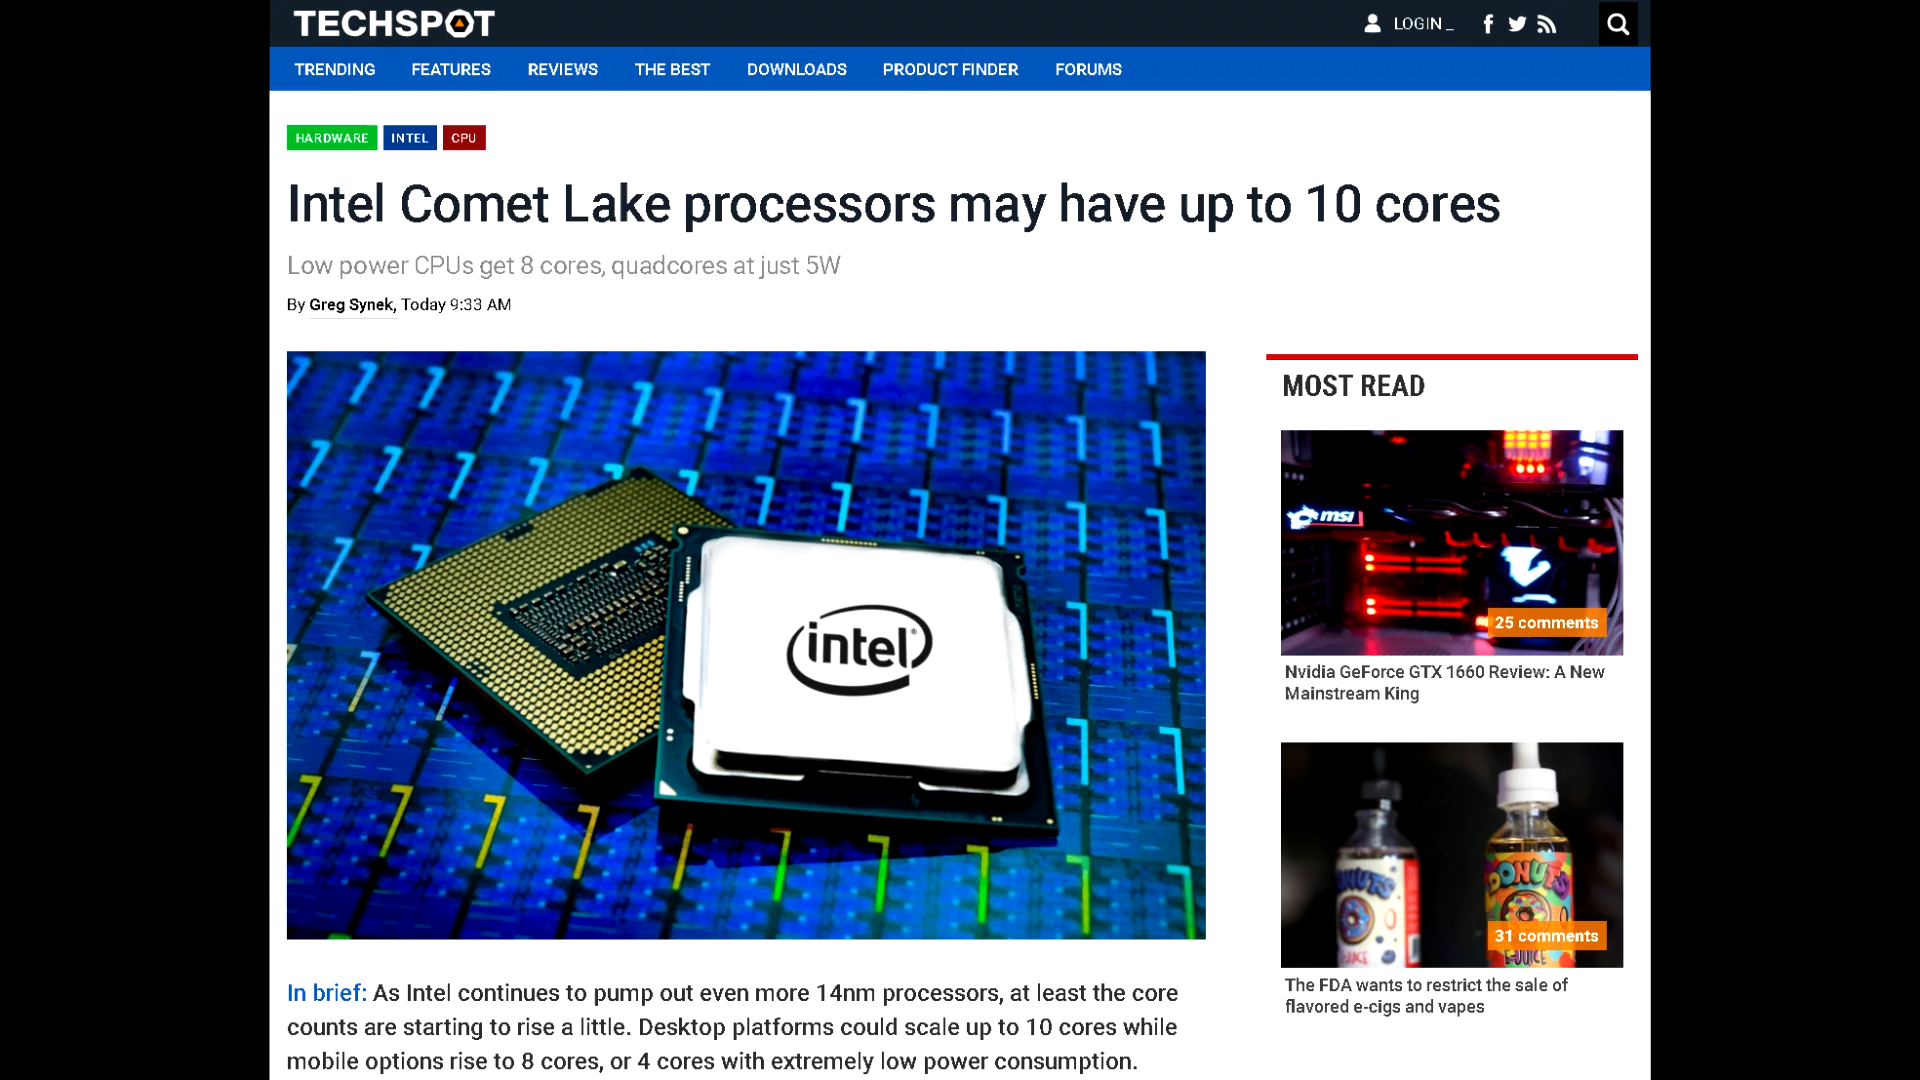 TECHSPOT
LOGIN_
TRENDING FEATURES REVIEWS THE BEST DOWNLOADS PRODUCT FINDER FORUMS
HARDWARE INTEL CPU
Intel Comet Lake processors may have up to 10 cores
Low power CPUs get 8 cores, quadcores at just 5W
By Greg Synek, Today 9:33 AM
intel®
In brief: As Intel continues to pump out even more 14nm processors, at least the core
counts are starting to rise a little. Desktop platforms could scale up to 10 cores while
mobile options rise to 8 cores, or 4 cores with extremely low power consumption.
MOST READ
msi
25 comments
Nvidia GeForce GTX 1660 Review: A New
Mainstream King
DONUTS
31 comments
E-JUICE
The FDA wants to restrict the sale of
flavored e-cigs and vapes